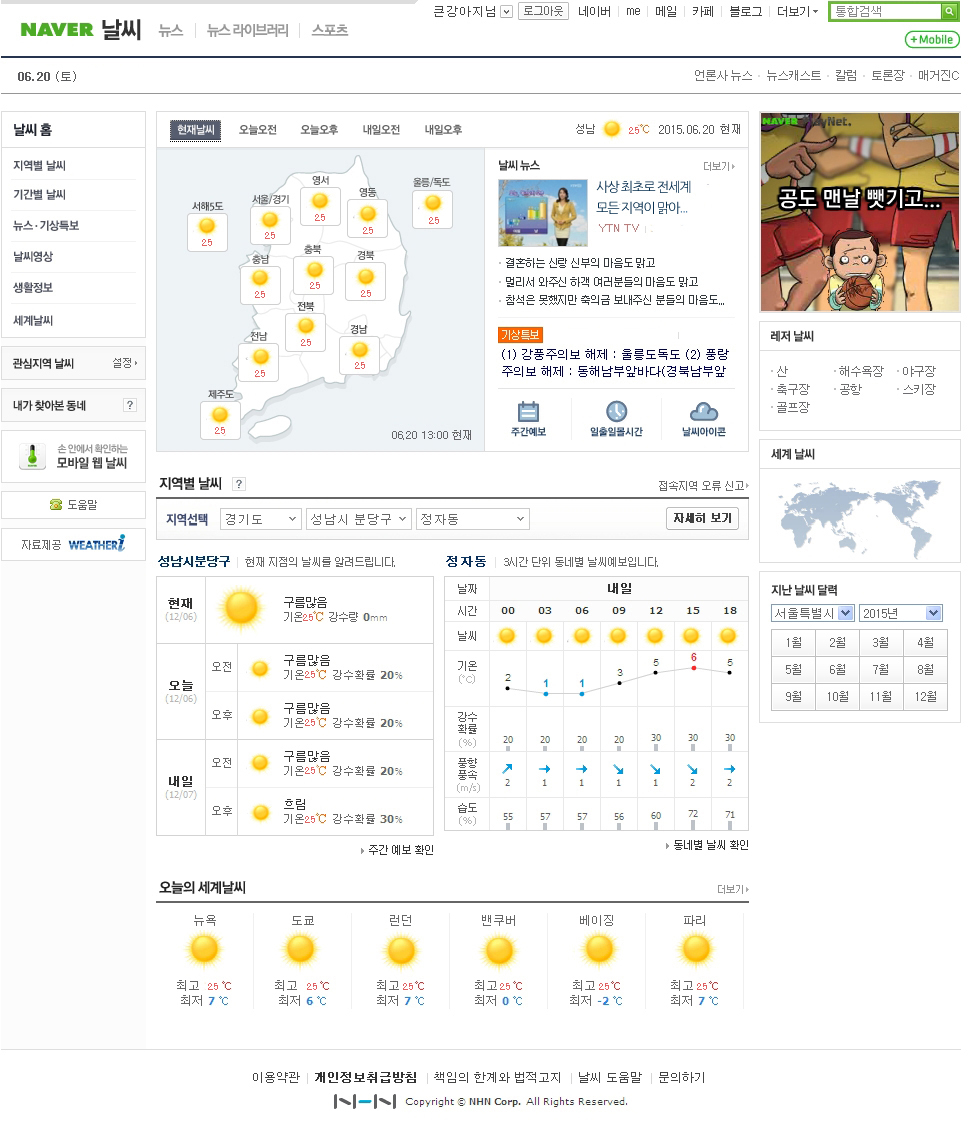 큰강아지님 로그아웃 네이버 me 메일 카페 블로그 더보기 통합검색
NAVER 날씨 뉴스 뉴스 라이브러리 스포츠
+Mobile
06.20 (토)
언론사 뉴스 · 뉴스캐스트 · 칼럼 · 토론장 · 매거진C
날씨 홈
지역별 날씨
기간별 날씨
뉴스·기상특보
날씨영상
생활정보
세계날씨
관심지역 날씨 설정
내가 찾아본 동네 ?
손 안에서 확인하는
모바일 웹 날씨
도움말
자료제공 WEATHERi
현재날씨 오늘오전 오늘오후 내일오전 내일오후
성남 25℃ 2015.06.20 현재
서해5도 25
서울/경기 25
영서 25
영동 25
울릉/독도 25
충남 25
충북 25
경북 25
전북 25
전남 25
경남 25
제주도 25
06.20 13:00 현재
날씨 뉴스 더보기
사상 최초로 전세계
모든 지역이 맑아...
YTN TV
· 결혼하는 신랑 신부의 마음도 맑고
· 멀리서 와주신 하객 여러분들의 마음도 맑고
· 참석은 못했지만 축의금 보내주신 분들의 마음도...
기상특보
(1) 강풍주의보 해제 : 울릉도독도 (2) 풍랑
주의보 해제 : 동해남부앞바다(경북남부앞
주간예보 일출일몰시간 날씨아이콘
지역별 날씨 ? 접속지역 오류 신고
지역선택 경기도 성남시 분당구 정자동 자세히 보기
성남시분당구 현재 지점의 날씨를 알려드립니다.
현재
(12/06)
구름많음
기온25℃ 강수량 0mm
오늘
(12/06)
오전 구름많음
기온25℃ 강수확률 20%
오후 구름많음
기온25℃ 강수확률 20%
내일
(12/07)
오전 구름많음
기온25℃ 강수확률 20%
오후 흐림
기온25℃ 강수확률 30%
주간 예보 확인
정자동 3시간 단위 동네별 날씨예보입니다.
날짜 내일
시간 00 03 06 09 12 15 18
날씨
기온
(℃)
2 1 1 3 5 6 5
강수
확률
(%)
20 20 20 20 30 30 30
풍향
풍속
(m/s)
2 1 1 1 1 2 2
습도
(%)
55 57 57 56 60 72 71
동네별 날씨 확인
오늘의 세계날씨 더보기
뉴욕 도쿄 런던 밴쿠버 베이징 파리
최고 25℃ 최고 25℃ 최고 25℃ 최고 25℃ 최고 25℃ 최고 25℃
최저 7℃ 최저 6℃ 최저 7℃ 최저 0℃ 최저 -2℃ 최저 7℃
공도 맨날 뺏기고...
레저 날씨
· 산 · 해수욕장 · 야구장
· 축구장 · 공항 · 스키장
· 골프장
세계 날씨
지난 날씨 달력
서울특별시 2015년
1월 2월 3월 4월
5월 6월 7월 8월
9월 10월 11월 12월
이용약관 개인정보취급방침 책임의 한계와 법적고지 날씨 도움말 문의하기
NHN Copyright © NHN Corp. All Rights Reserved.